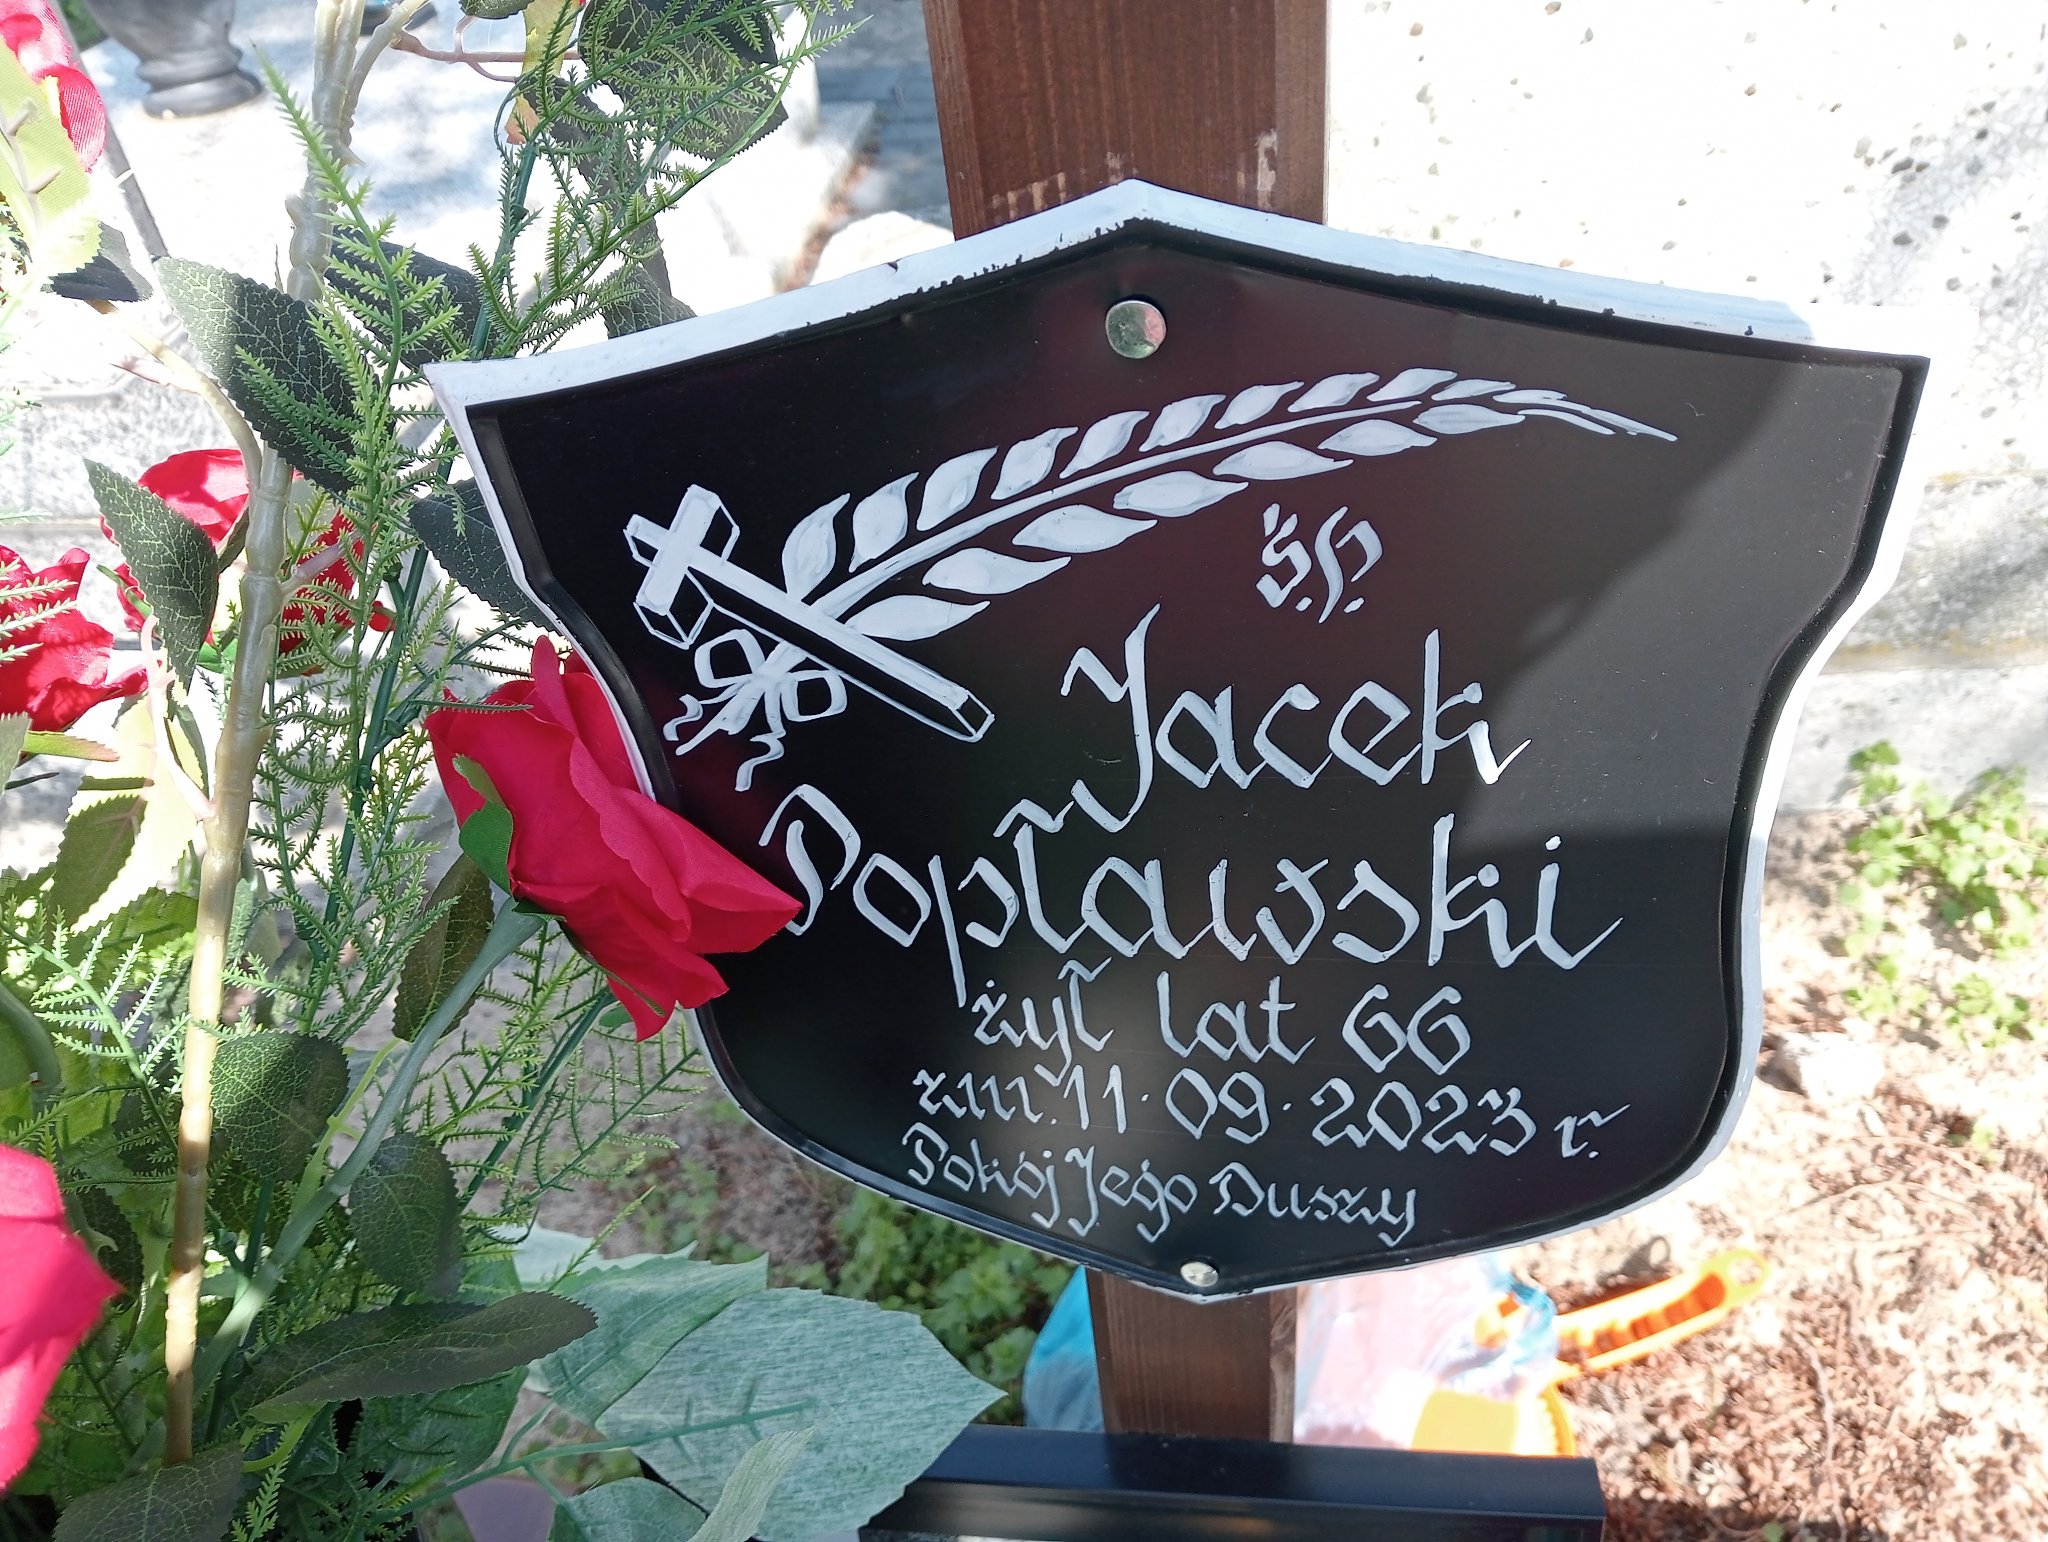 Ś.P.
Jacek
Popławski
żył lat 66
zm. 11.09.2023 r.
Pokój Jego Duszy